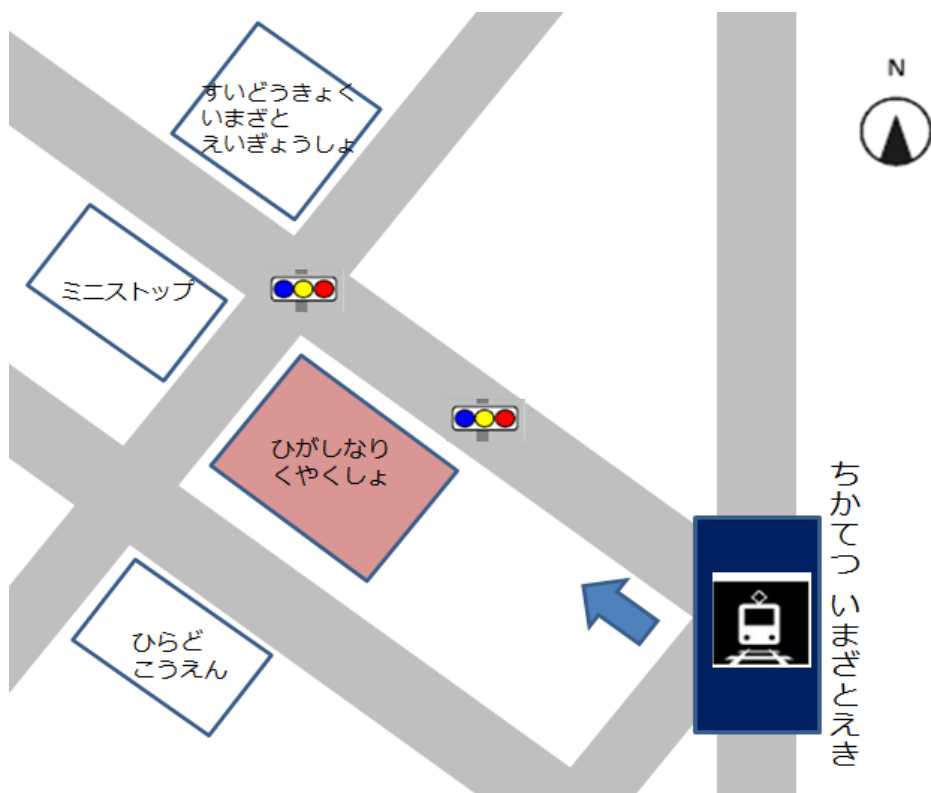 すいどうきょく
いまざと
えいぎょうしょ
N
ミニストップ
ひがしなり
くやくしょ
ちかてつ いまざとえき
ひらど
こうえん